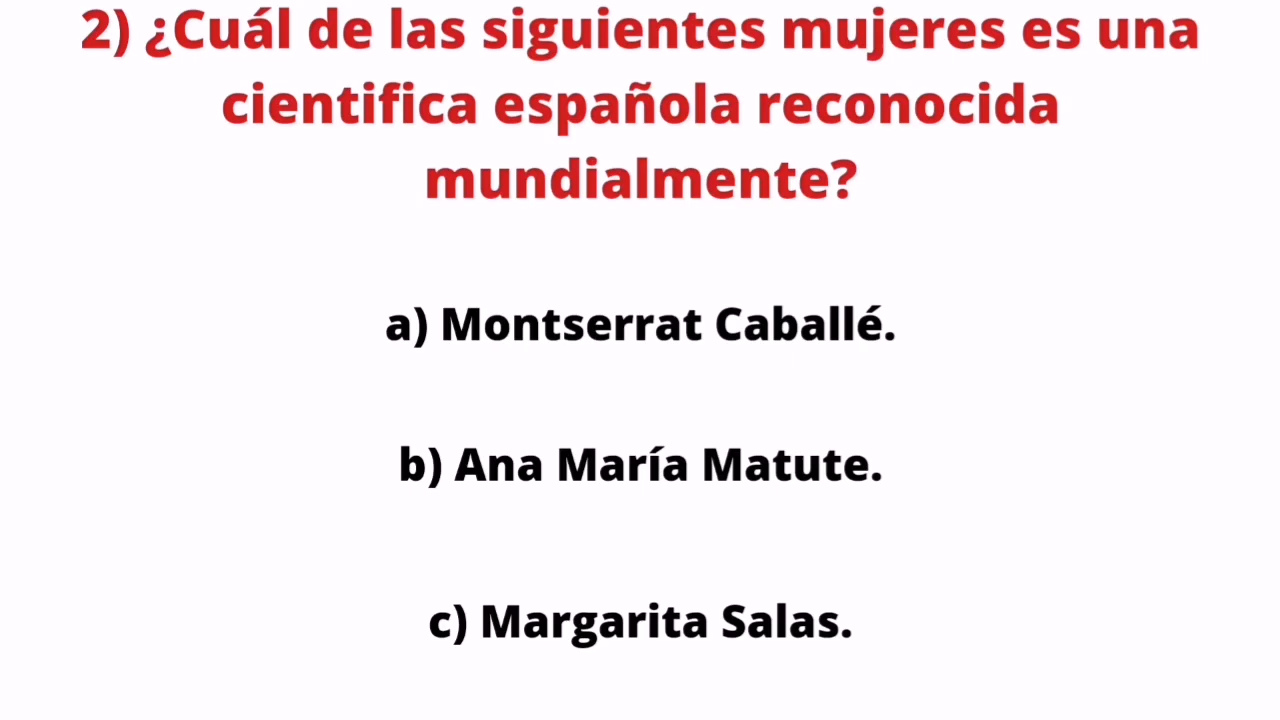 2) ¿Cuál de las siguientes mujeres es una
cientifica española reconocida
mundialmente?
a) Montserrat Caballé.
b) Ana María Matute.
c) Margarita Salas.